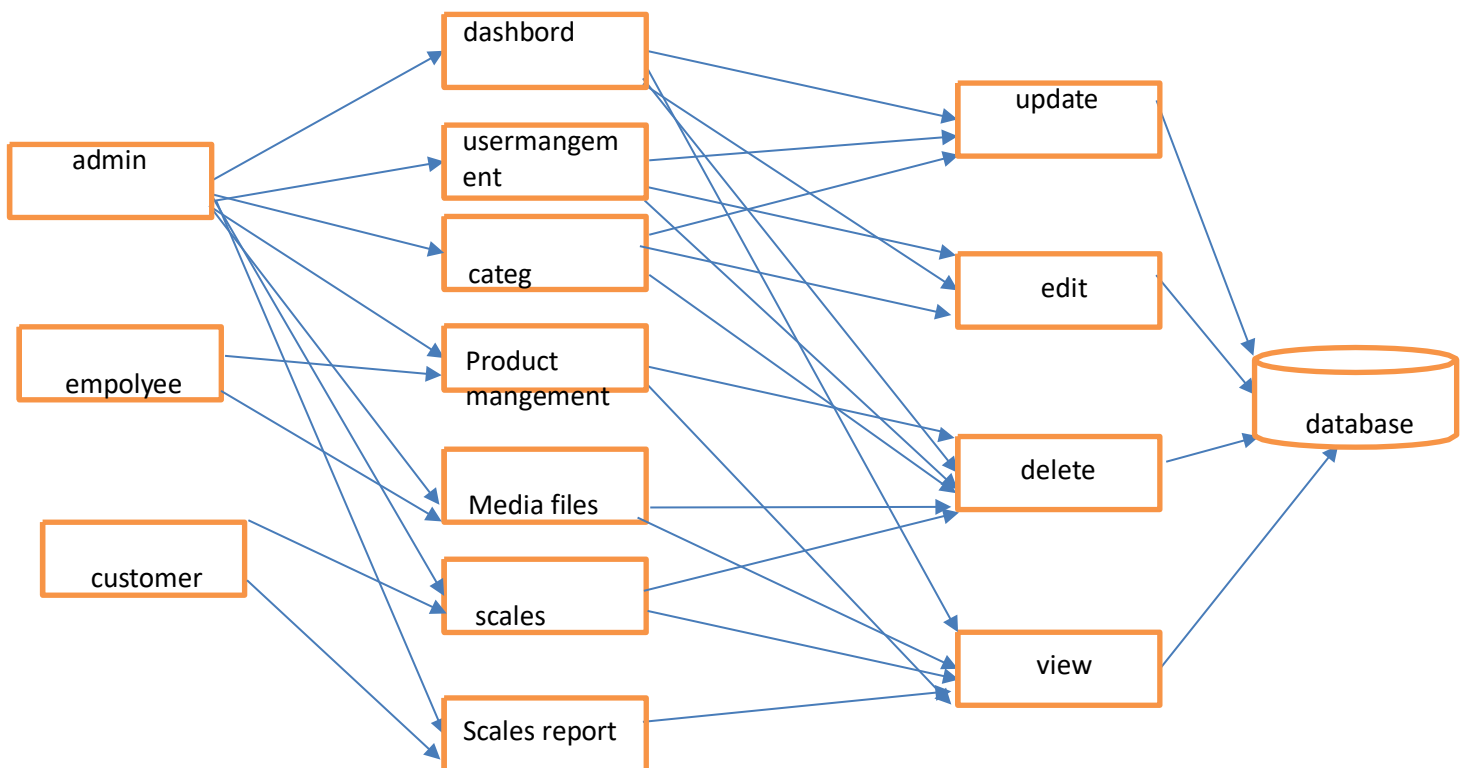 dashbord
update
admin
usermangem
ent
categ
edit
empolyee
Product
mangement
database
delete
Media files
customer
scales
view
Scales report